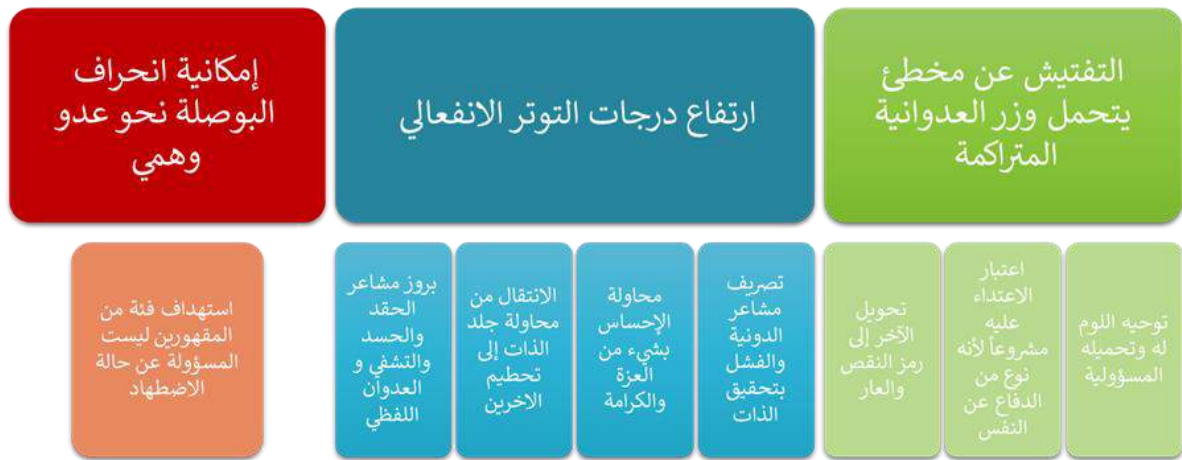 التفتيش عن مخطئ
يتحمل وزر العدوانية
المتراكمة
ارتفاع درجات التوتر الانفعالي
إمكانية انحراف
البوصلة نحو عدو
وهمي
توحيه اللوم
له وتحميله
المسؤولية
اعتبار
الاعتداء
عليه
مشروعاً لأنه
نوع من
الدفاع عن
النفس
تحويل
الآخر إلى
رمز النقص
والعار
تصريف
مشاعر
الدونية
والفشل
بتحقيق
الذات
محاولة
الإحساس
بشيء من
العزة
والكرامة
الانتقال من
محاولة جلد
الذات إلى
تحطيم
الاخرين
بروز مشاعر
الحقد
والحسد
والتشفي و
العدوان
اللفظي
استهداف فئة من
المقهورين ليست
المسؤولة عن حالة
الاضطهاد